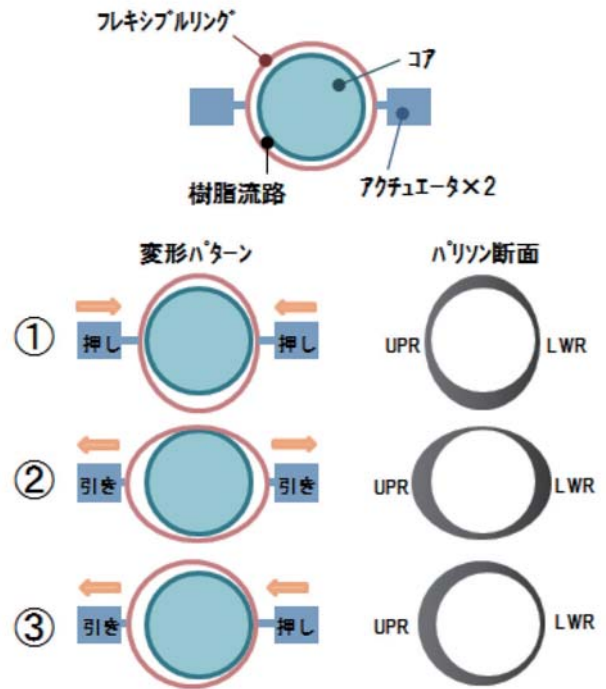 フレキシブルリング
コア
樹脂流路
アクチュエータ×2
変形パターン
パリソン断面
①
押し
押し
UPR
LWR
②
引き
引き
UPR
LWR
③
引き
押し
UPR
LWR